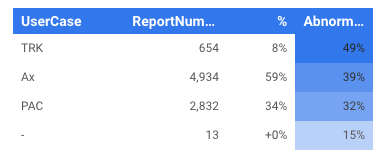 UserCase ReportNum... % Abnorm...
TRK 654 8% 49%
Ax 4,934 59% 39%
PAC 2,832 34% 32%
- 13 +0% 15%